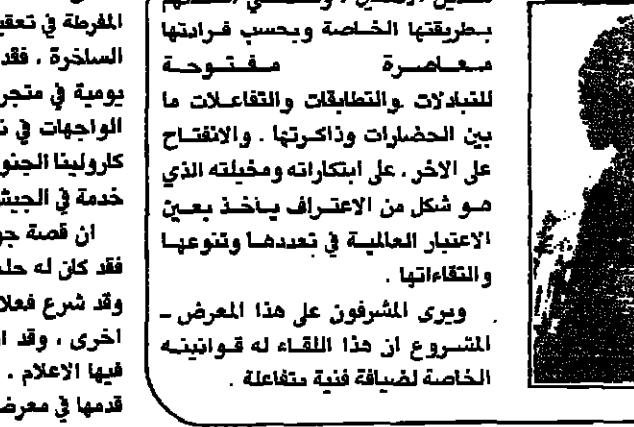 بطريقتها الخاصة وبحسب فرادتها
معاصرة مفتوحة
للتبادلات والتطابقات والتفاعلات ما
بين الحضارات وذاكرتها . والانفتاح
على الاخر ، على ابتكاراته ومخيلته الذي
هو شكل من الاعتراف يأخذ بعين
الاعتبار العالمية في تعددها وتنوعها
والتقاءاتها .
ويرى المشرفون على هذا المعرض -
المشروع ان هذا اللقاء له قوانينه
الخاصة لضيافة فنية متفاعلة .
المفرطة في تعقيد
الساخرة ، فقد
يومية في متجر
الواجهات في
كارولينا الجنو
خدمة في الجيش
ان قصة جو
فقد كان له حل
وقد شرع فعلا
اخرى ، وقد ا
فيها الاعلام .
قدمها في معرض